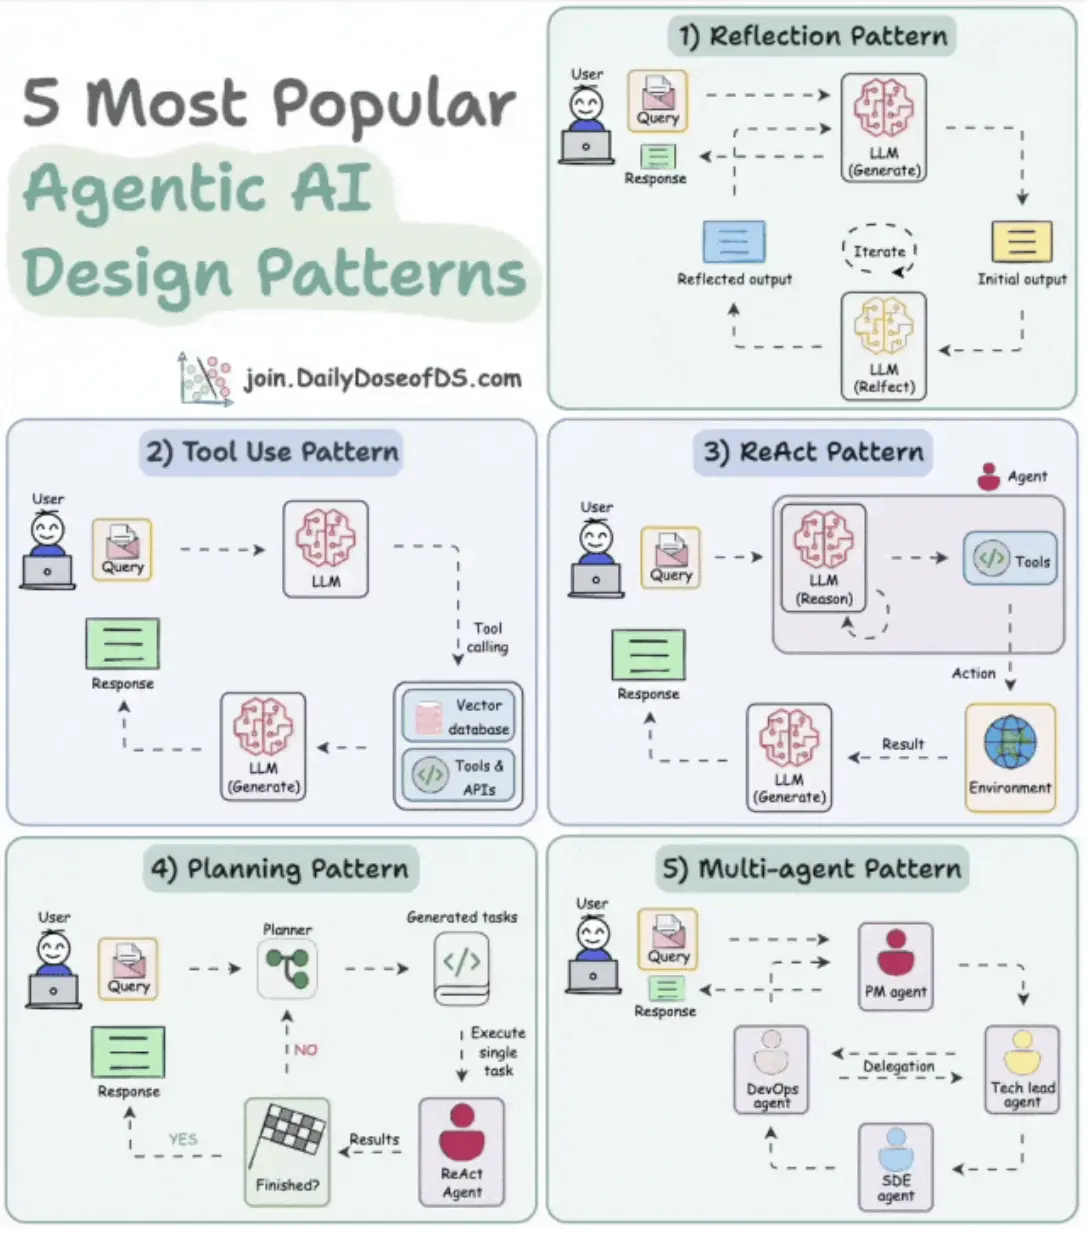 5 Most Popular
Agentic AI
Design Patterns
join.DailyDoseofDS.com
1) Reflection Pattern
User
Query
Response
LLM
(Generate)
Reflected output
Iterate
Initial output
LLM
(Relfect)
2) Tool Use Pattern
User
Query
LLM
Tool
calling
Response
LLM
(Generate)
Vector
database
Tools &
APIs
3) ReAct Pattern
Agent
User
Query
LLM
(Reason)
Tools
Action
Response
LLM
(Generate)
Result
Environment
4) Planning Pattern
User
Query
Planner
Generated tasks
NO
Execute
single
task
Response
YES
Finished?
Results
ReAct
Agent
5) Multi-agent Pattern
User
Query
Response
PM agent
DevOps
agent
Delegation
Tech lead
agent
SDE
agent